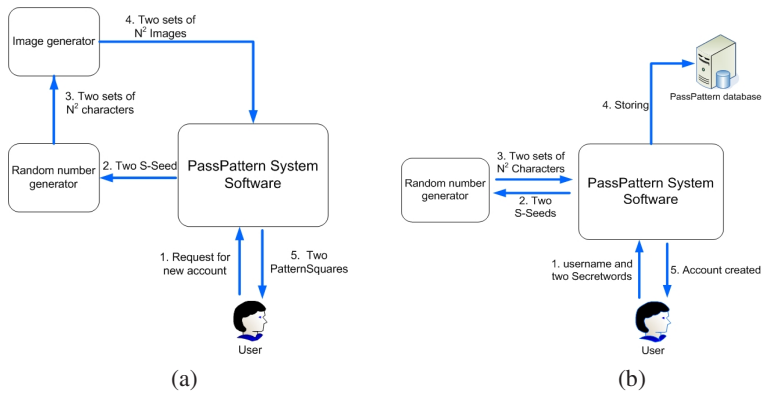 4. Two sets of
N² Images
Image generator
3. Two sets of
N² characters
Random number
generator
2. Two S-Seed
PassPattern System
Software
1. Request for
new account
5. Two
PatternSquares
User
(a)
PassPattern database
4. Storing
3. Two sets of
N² Characters
Random number
generator
2. Two
S-Seeds
PassPattern System
Software
1. username and
two Secretwords
5. Account created
User
(b)